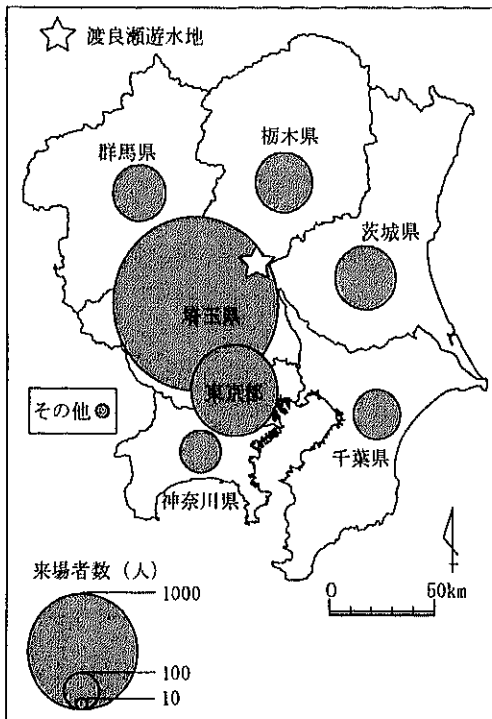 渡良瀬遊水地
栃木県
群馬県
茨城県
埼玉県
東京都
その他
千葉県
神奈川県
来場者数（人）
1000
100
10
0 50km